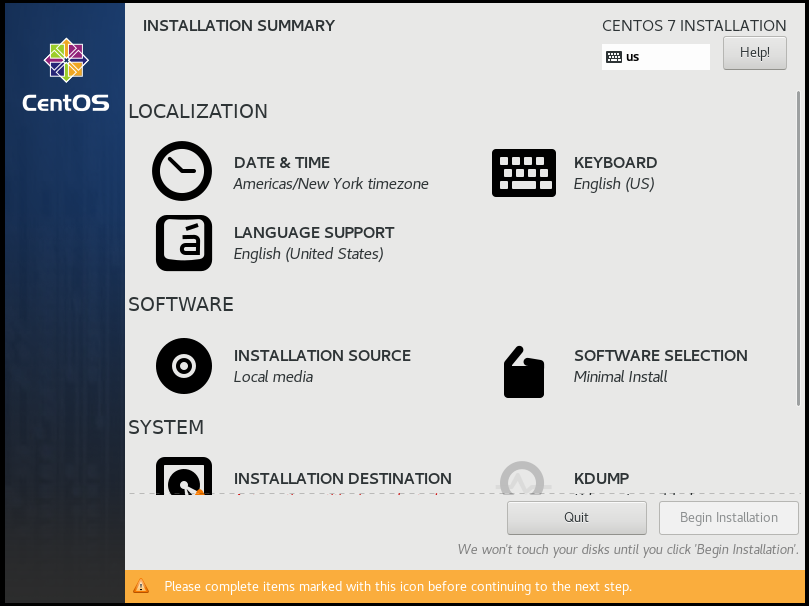 INSTALLATION SUMMARY
CENTOS 7 INSTALLATION
us
Help!
CentOS
LOCALIZATION
DATE & TIME
Americas/New York timezone
KEYBOARD
English (US)
LANGUAGE SUPPORT
English (United States)
SOFTWARE
INSTALLATION SOURCE
Local media
SOFTWARE SELECTION
Minimal Install
SYSTEM
INSTALLATION DESTINATION
KDUMP
Quit
Begin Installation
We won't touch your disks until you click 'Begin Installation'.
Please complete items marked with this icon before continuing to the next step.